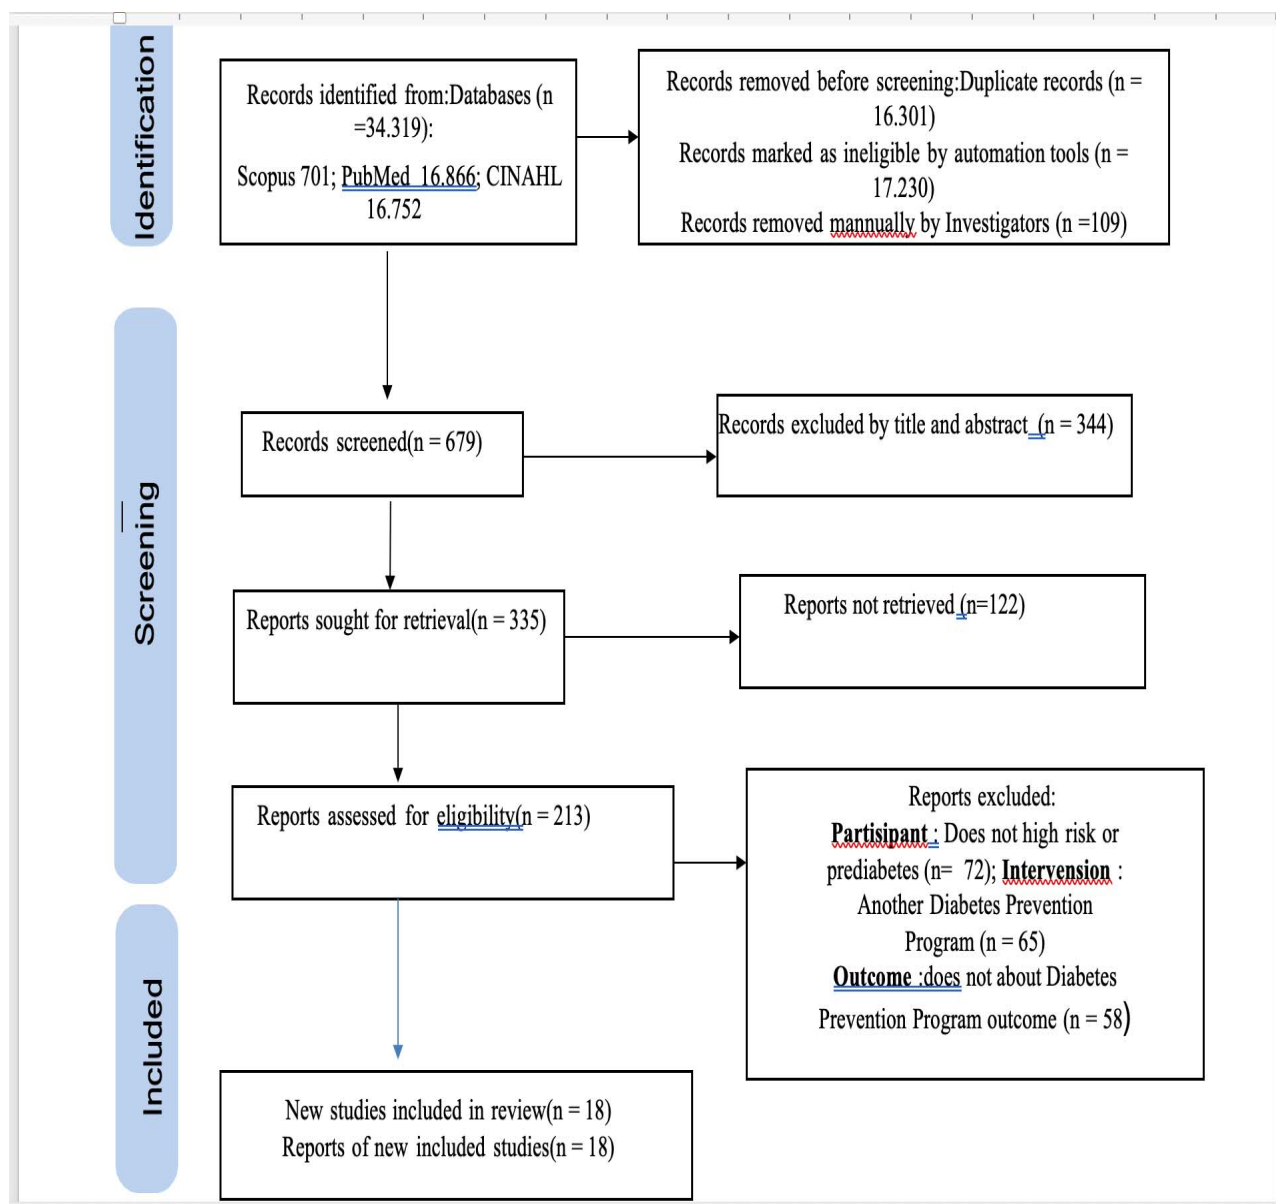 Identification
Records identified from:Databases (n
=34.319):
Scopus 701; PubMed 16.866; CINAHL
16.752
Records removed before screening:Duplicate records (n =
16.301)
Records marked as ineligible by automation tools (n =
17.230)
Records removed mannually by Investigators (n =109)
Screening
Records screened(n = 679)
Records excluded by title and abstract (n = 344)
Reports sought for retrieval(n = 335)
Reports not retrieved (n=122)
Reports assessed for eligibility(n = 213)
Reports excluded:
Partisipant : Does not high risk or
prediabetes (n= 72); Intervension :
Another Diabetes Prevention
Program (n = 65)
Outcome :does not about Diabetes
Prevention Program outcome (n = 58)
Included
New studies included in review(n = 18)
Reports of new included studies(n = 18)